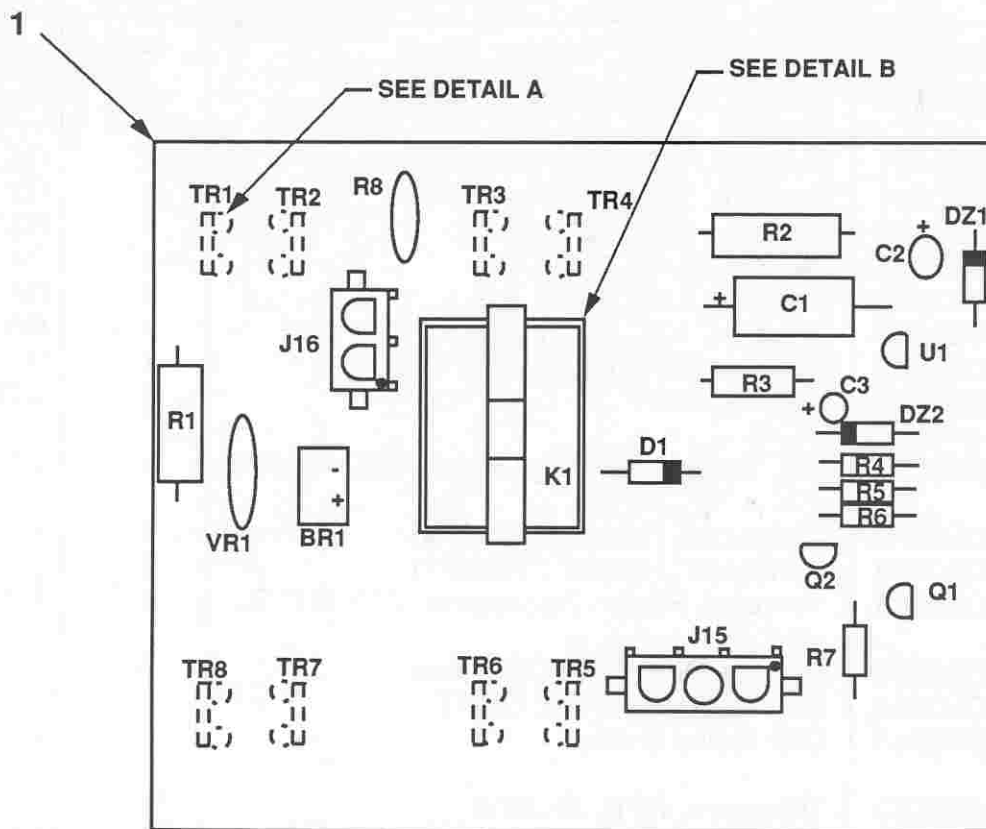 1
SEE DETAIL A
SEE DETAIL B
TR1
TR2
R8
TR3
TR4
R2
C2
+
DZ1
J16
+
C1
U1
R1
R3
C3
+
DZ2
D1
K1
R4
R5
R6
-
+
VR1
BR1
Q2
Q1
J15
R7
TR8
TR7
TR6
TR5